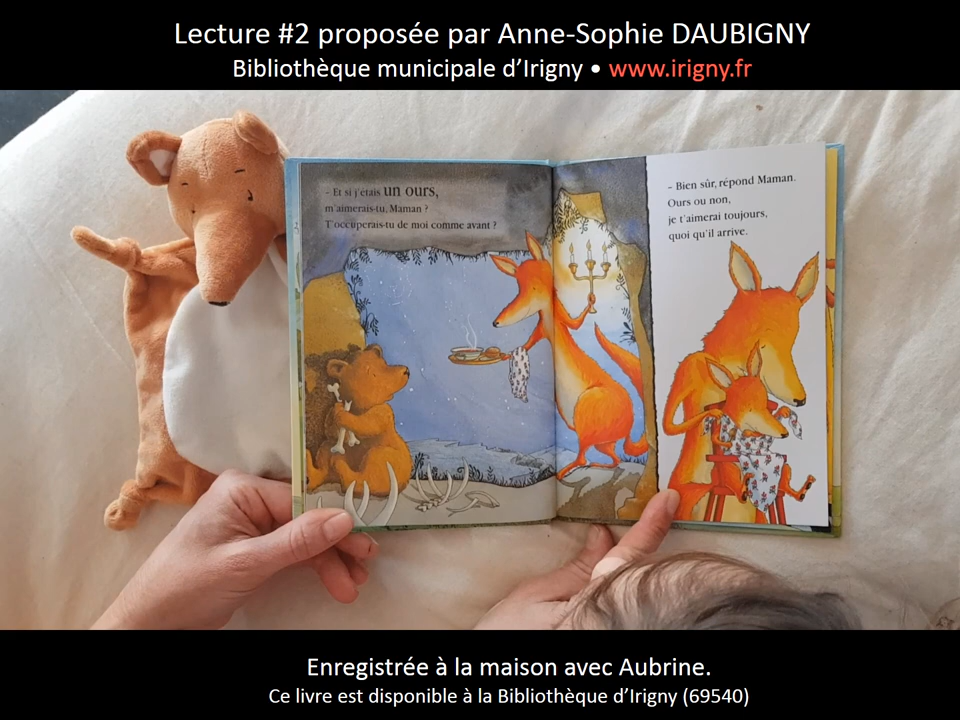 Lecture #2 proposée par Anne-Sophie DAUBIGNY
Bibliothèque municipale d’Irigny • www.irigny.fr
- Et si j'étais un ours,
m'aimerais-tu, Maman ?
T'occuperais-tu de moi comme avant ?
- Bien sûr, répond Maman.
Ours ou non,
je t'aimerai toujours,
quoi qu'il arrive.
Enregistrée à la maison avec Aubrine.
Ce livre est disponible à la Bibliothèque d’Irigny (69540)